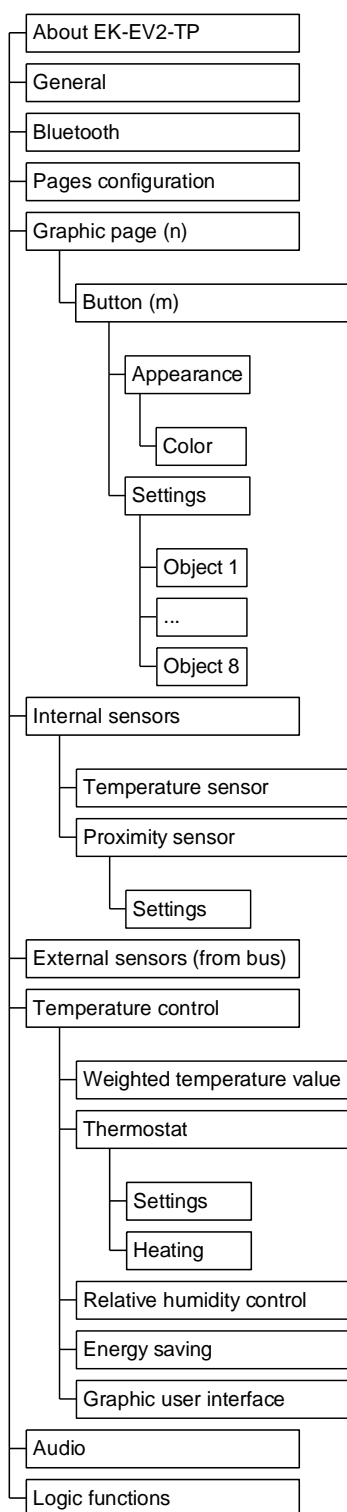 About EK-EV2-TP
General
Bluetooth
Pages configuration
Graphic page (n)
Button (m)
Appearance
Color
Settings
Object 1
...
Object 8
Internal sensors
Temperature sensor
Proximity sensor
Settings
External sensors (from bus)
Temperature control
Weighted temperature value
Thermostat
Settings
Heating
Relative humidity control
Energy saving
Graphic user interface
Audio
Logic functions